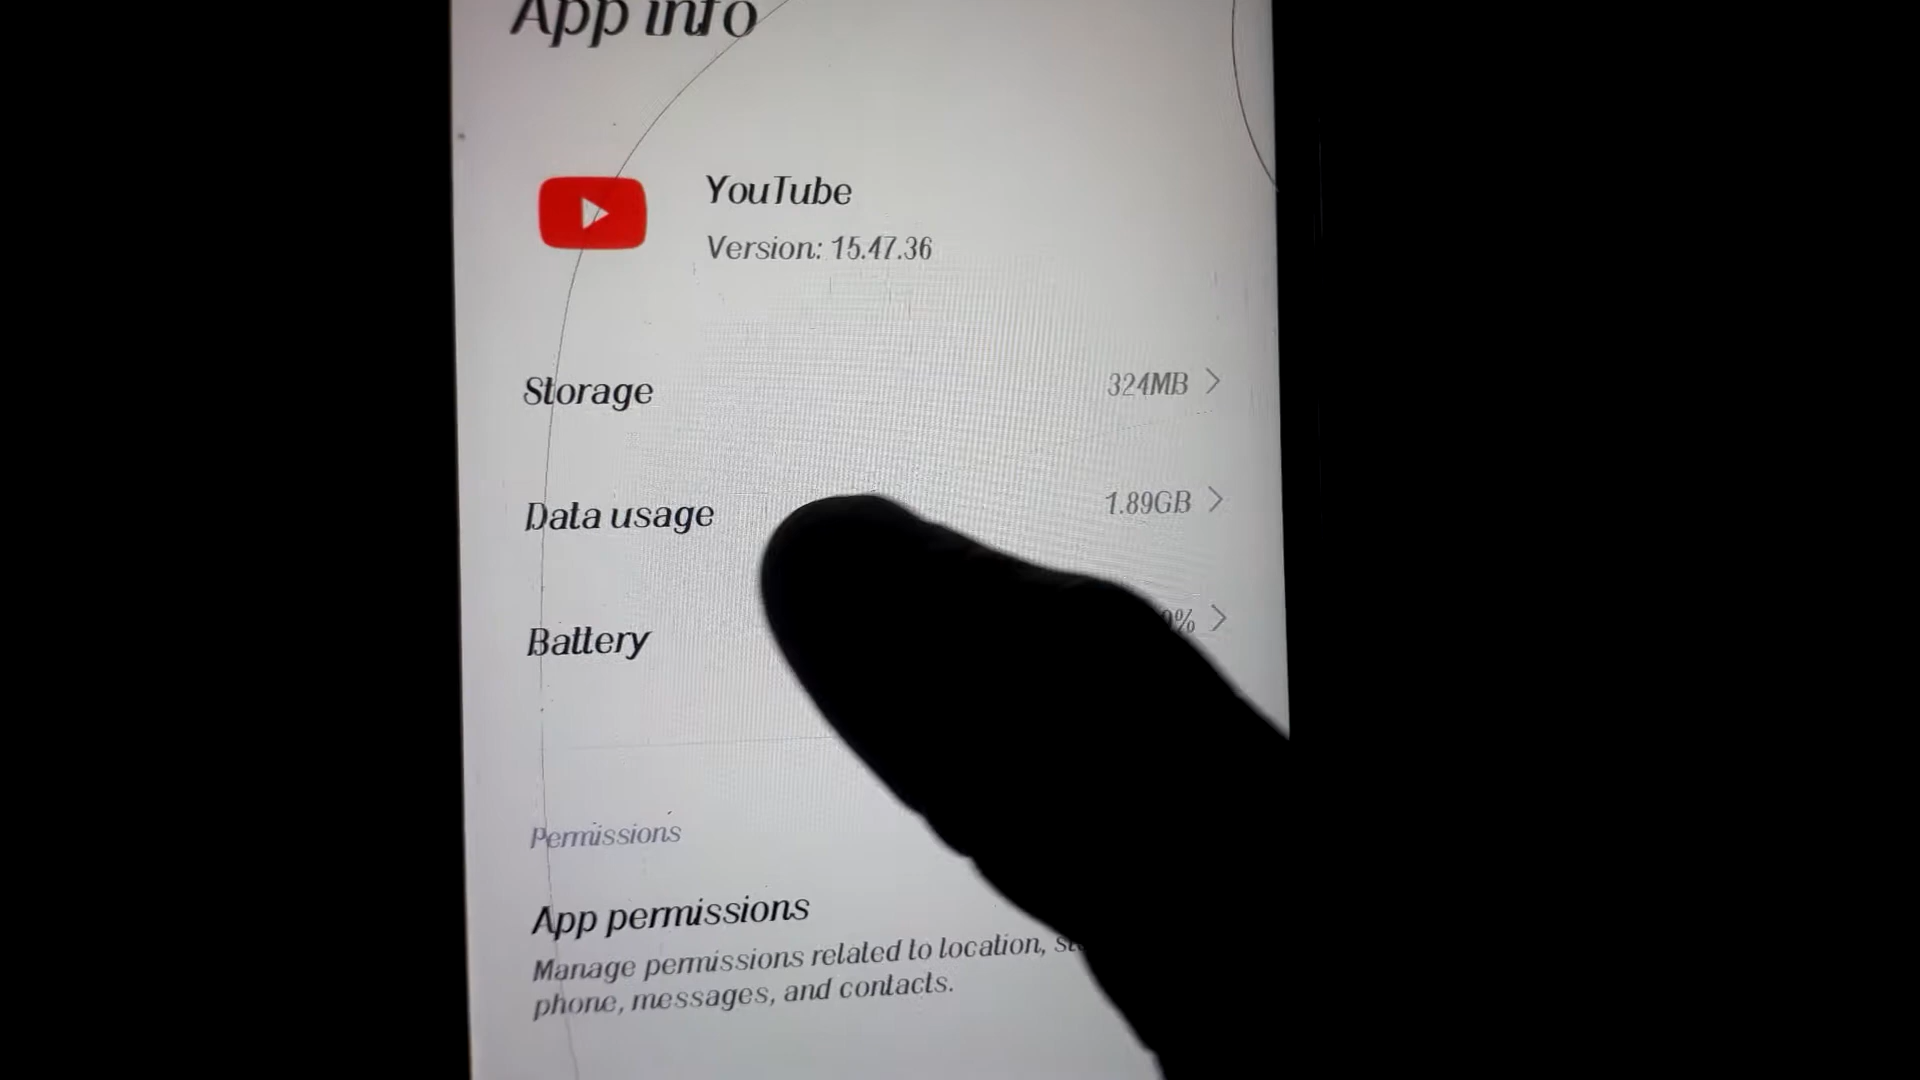 App info
YouTube
Version: 15.47.36
Storage
324MB
Data usage
1.89GB
Battery
Permissions
App permissions
Manage permissions related to location,
phone, messages, and contacts.